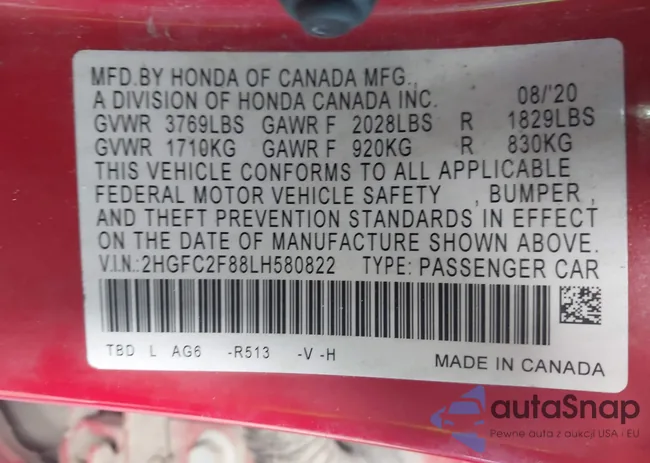 MFD.BY HONDA OF CANADA MFG.,
A DIVISION OF HONDA CANADA INC. 08/'20
GVWR 3769LBS GAWR F 2028LBS R 1829LBS
GVWR 1710KG GAWR F 920KG R 830KG
THIS VEHICLE CONFORMS TO ALL APPLICABLE
FEDERAL MOTOR VEHICLE SAFETY , BUMPER ,
AND THEFT PREVENTION STANDARDS IN EFFECT
ON THE DATE OF MANUFACTURE SHOWN ABOVE.
V.I.N.: 2HGFC2F88LH580822 TYPE: PASSENGER CAR
TBD L AG6 -R513 -V -H
MADE IN CANADA
autaSnap
Pewne auta z aukcji USA i EU